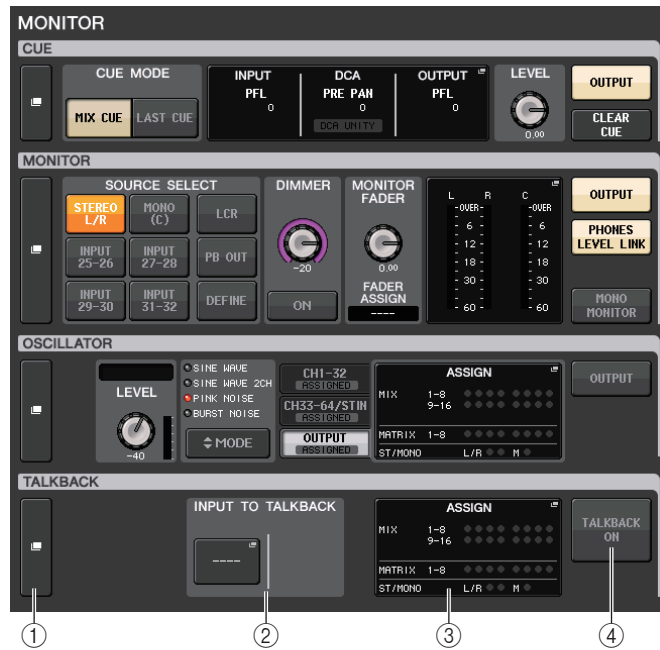 MONITOR
CUE
CUE MODE
MIX CUE
LAST CUE
INPUT
PFL
0
DCA
PRE PAN
0
DCA UNITY
OUTPUT
PFL
0
LEVEL
0.00
OUTPUT
CLEAR
CUE
MONITOR
SOURCE SELECT
STEREO
L/R
MONO
(C)
LCR
INPUT
25-26
INPUT
27-28
PB OUT
INPUT
29-30
INPUT
31-32
DEFINE
DIMMER
-20
ON
MONITOR
FADER
0.00
FADER
ASSIGN
----
L R C
-OVER- -OVER-
- 6 - - 6
- 12 - - 12
- 18 - - 18
- 30 - - 30
- 60 - - 60
OUTPUT
PHONES
LEVEL LINK
MONO
MONITOR
OSCILLATOR
LEVEL
-40
SINE WAVE
SINE WAVE 2CH
PINK NOISE
BURST NOISE
MODE
CH1-32
ASSIGNED
CH33-64/STIN
ASSIGNED
OUTPUT
ASSIGNED
ASSIGN
MIX 1-8
9-16
MATRIX 1-8
ST/MONO L/R M
OUTPUT
TALKBACK
INPUT TO TALKBACK
----
ASSIGN
MIX 1-8
9-16
MATRIX 1-8
ST/MONO L/R M
TALKBACK
ON
① ② ③ ④